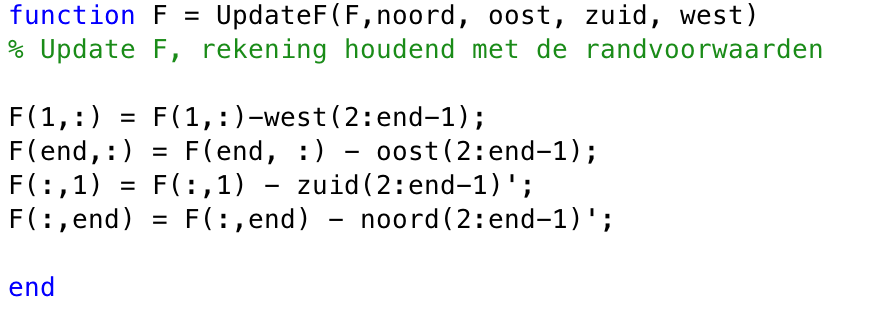 function F = UpdateF(F,noord, oost, zuid, west)
% Update F, rekening houdend met de randvoorwaarden
F(1,:) = F(1,:)-west(2:end-1);
F(end,:) = F(end, :) - oost(2:end-1);
F(:,1) = F(:,1) - zuid(2:end-1)';
F(:,end) = F(:,end) - noord(2:end-1)';
end